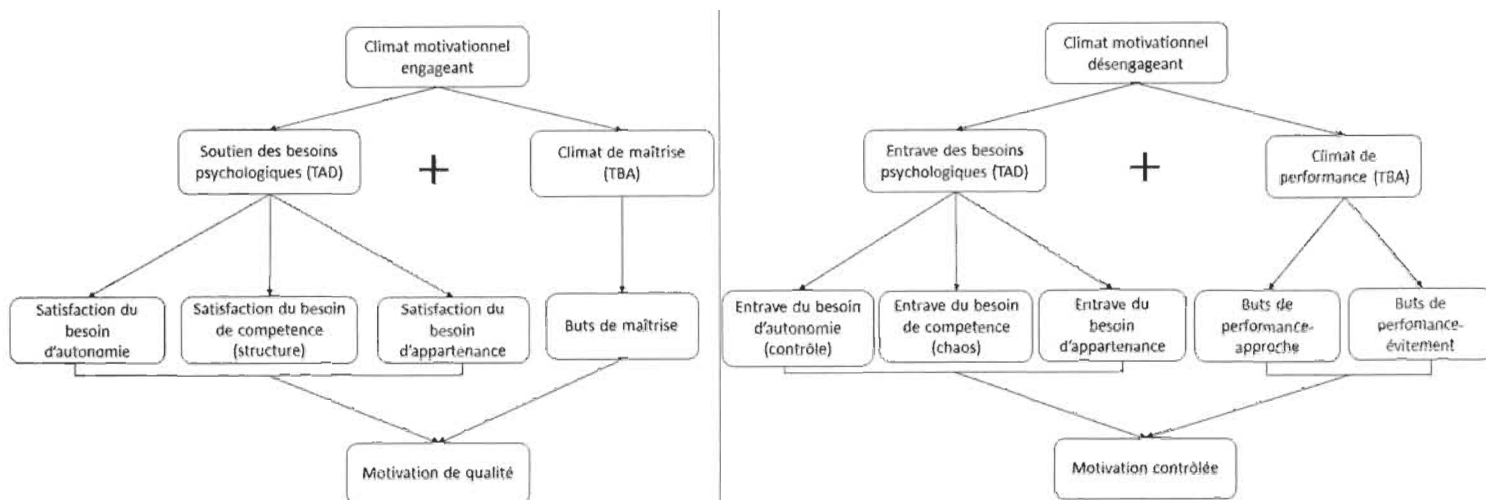 Climat motivationnel
engageant
Soutien des besoins
psychologiques (TAD)
+
Climat de maîtrise
(TBA)
Satisfaction du
besoin
d'autonomie
Satisfaction du besoin
de competence
(structure)
Satisfaction du
besoin
d'appartenance
Buts de maîtrise
Motivation de qualité
Climat motivationnel
désengageant
Entrave des besoins
psychologiques (TAD)
+
Climat de
performance (TBA)
Entrave du besoin
d'autonomie
(contrôle)
Entrave du besoin
de competence
(chaos)
Entrave du
besoin
d'appartenance
Buts de
performance-
approche
Buts de
perfomance-
évitement
Motivation contrôlée